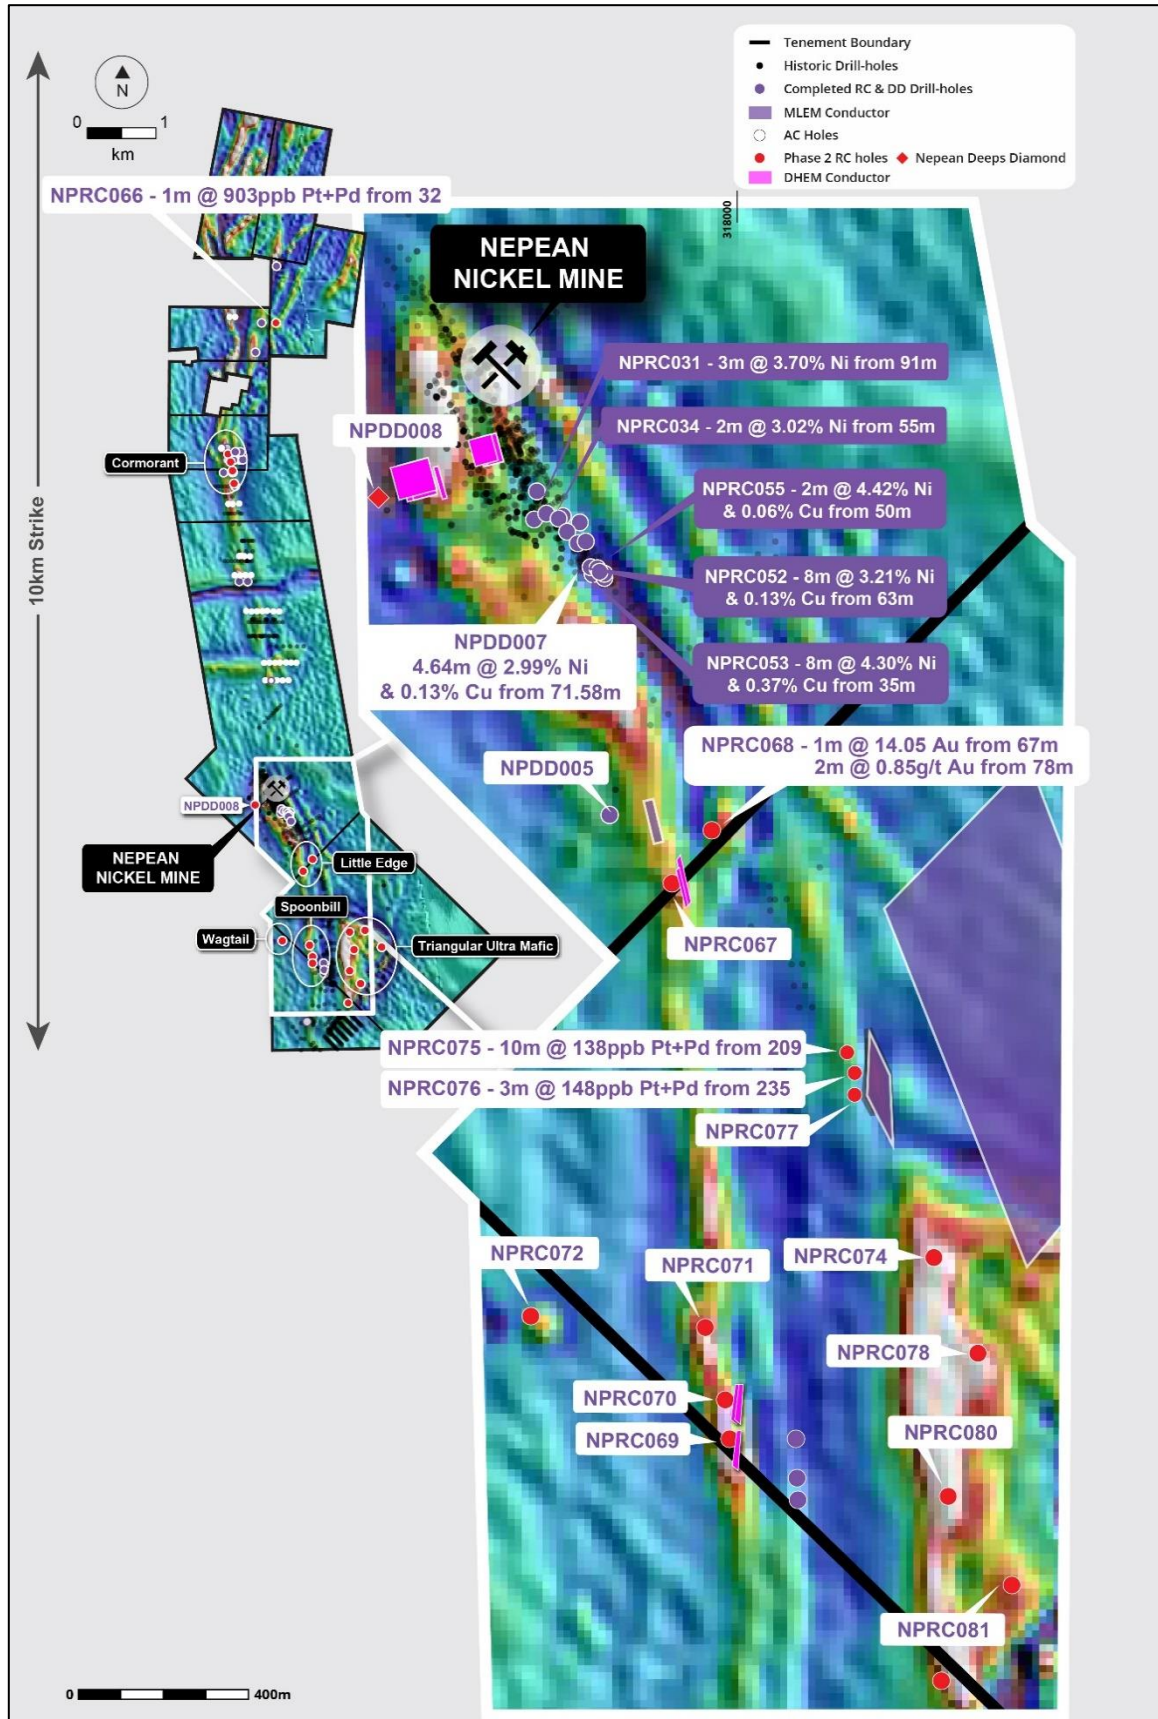 Tenement Boundary
Historic Drill-holes
Completed RC & DD Drill-holes
MLEM Conductor
AC Holes
Phase 2 RC holes
Nepean Deeps Diamond
DHEM Conductor
N
0 1
km
10km Strike
NPRC066 - 1m @ 903ppb Pt+Pd from 32
318000
NEPEAN
NICKEL MINE
NPRC031 - 3m @ 3.70% Ni from 91m
NPRC034 - 2m @ 3.02% Ni from 55m
NPDD008
Cormorant
NPRC055 - 2m @ 4.42% Ni
& 0.06% Cu from 50m
NPRC052 - 8m @ 3.21% Ni
& 0.13% Cu from 63m
NPDD007
4.64m @ 2.99% Ni
& 0.13% Cu from 71.58m
NPRC053 - 8m @ 4.30% Ni
& 0.37% Cu from 35m
NPRC068 - 1m @ 14.05 Au from 67m
2m @ 0.85g/t Au from 78m
NPDD005
NPDD008
NEPEAN
NICKEL MINE
Little Edge
Spoonbill
Wagtail
Triangular Ultra Mafic
NPRC067
NPRC075 - 10m @ 138ppb Pt+Pd from 209
NPRC076 - 3m @ 148ppb Pt+Pd from 235
NPRC077
NPRC072
NPRC071
NPRC074
NPRC078
NPRC070
NPRC069
NPRC080
NPRC081
0 400m